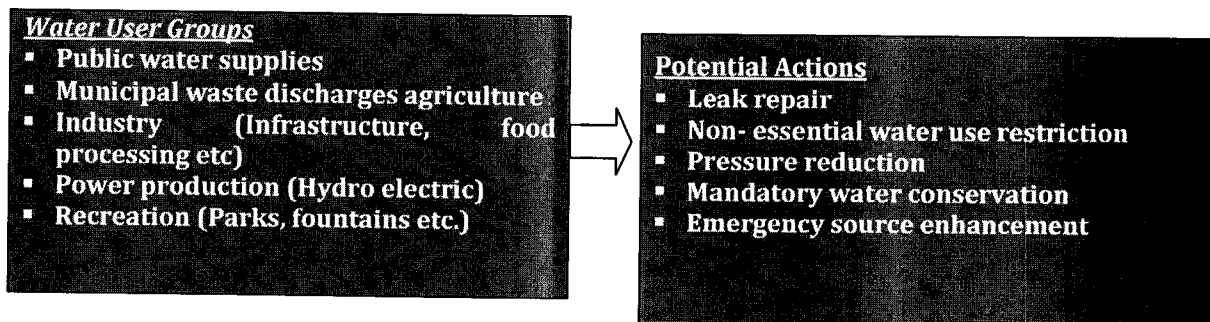 Water User Groups
▪ Public water supplies
▪ Municipal waste discharges agriculture
▪ Industry (Infrastructure, food
processing etc)
▪ Power production (Hydro electric)
▪ Recreation (Parks, fountains etc.)
Potential Actions
▪ Leak repair
▪ Non- essential water use restriction
▪ Pressure reduction
▪ Mandatory water conservation
▪ Emergency source enhancement